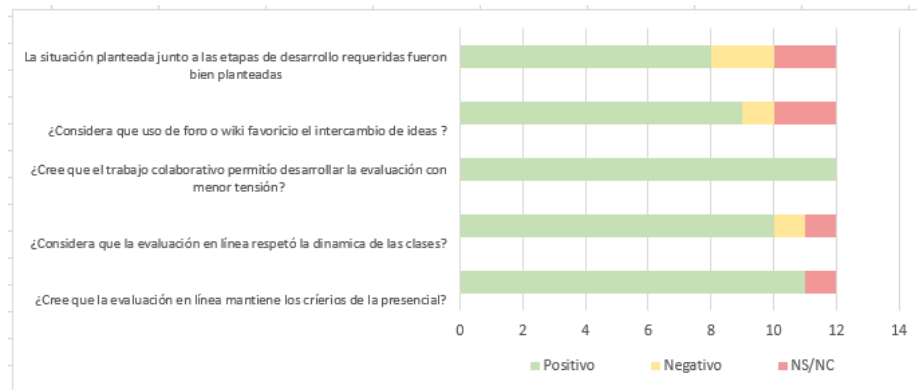 La situación planteada junto a las etapas de desarrollo requeridas fueron
bien planteadas
¿Considera que uso de foro o wiki favoricio el intercambio de ideas ?
¿Cree que el trabajo colaborativo permitío desarrollar la evaluación con
menor tensión?
¿Considera que la evaluación en línea respetó la dinamica de las clases?
¿Cree que la evaluación en línea mantiene los críerios de la presencial?
0 2 4 6 8 10 12 14
Positivo Negativo NS/NC